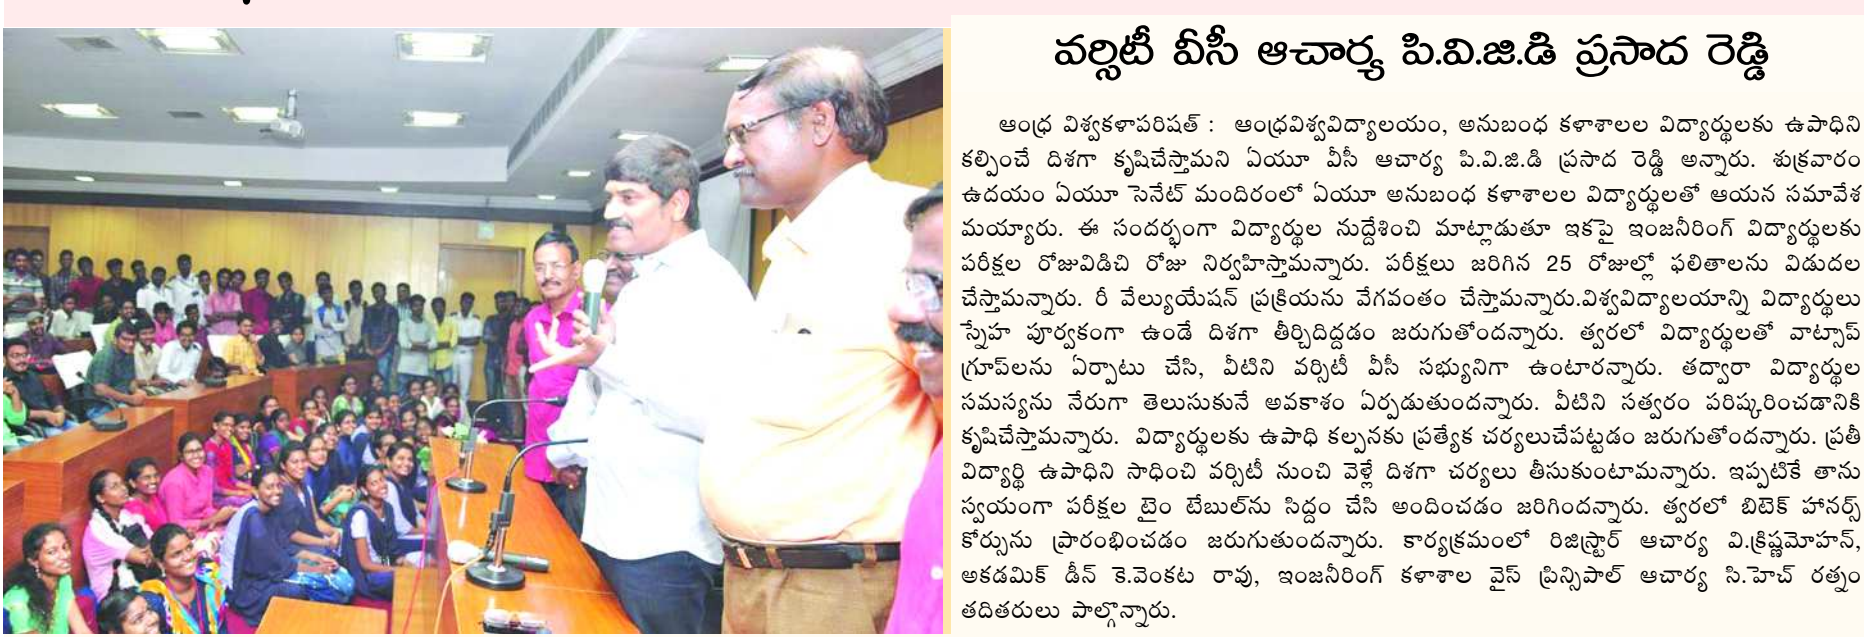 వర్సిటీ వీసీ ఆచార్య పి.వి.జి.డి ప్రసాద రెడ్డి
ఆంధ్ర విశ్వకళాపరిషత్ : ఆంధ్రవిశ్వవిద్యాలయం, అనుబంధ కళాశాలల విద్యార్థులకు ఉపాధిని
కల్పించే దిశగా కృషిచేస్తామని ఏయూ వీసీ ఆచార్య పి.వి.జి.డి ప్రసాద రెడ్డి అన్నారు. శుక్రవారం
ఉదయం ఏయూ సెనేట్ మందిరంలో ఏయూ అనుబంధ కళాశాలల విద్యార్థులతో ఆయన సమావేశ
మయ్యారు. ఈ సందర్భంగా విద్యార్థుల నుద్దేశించి మాట్లాడుతూ ఇకపై ఇంజనీరింగ్ విద్యార్థులకు
పరీక్షల రోజువిడిచి రోజు నిర్వహిస్తామన్నారు. పరీక్షలు జరిగిన 25 రోజుల్లో ఫలితాలను విడుదల
చేస్తామన్నారు. రీ వేల్యుయేషన్ ప్రక్రియను వేగవంతం చేస్తామన్నారు.విశ్వవిద్యాలయాన్ని విద్యార్థులు
స్నేహ పూర్వకంగా ఉండే దిశగా తీర్చిదిద్దడం జరుగుతోందన్నారు. త్వరలో విద్యార్థులతో వాట్సాప్
గ్రూప్‌లను ఏర్పాటు చేసి, వీటిని వర్సిటీ వీసీ సభ్యునిగా ఉంటారన్నారు. తద్వారా విద్యార్థుల
సమస్యను నేరుగా తెలుసుకునే అవకాశం ఏర్పడుతుందన్నారు. వీటిని సత్వరం పరిష్కరించడానికి
కృషిచేస్తామన్నారు. విద్యార్థులకు ఉపాధి కల్పనకు ప్రత్యేక చర్యలుచేపట్టడం జరుగుతోందన్నారు. ప్రతీ
విద్యార్థి ఉపాధిని సాధించి వర్సిటీ నుంచి వెళ్లే దిశగా చర్యలు తీసుకుంటామన్నారు. ఇప్పటికే తాను
స్వయంగా పరీక్షల టైం టేబుల్‌ను సిద్దం చేసి అందించడం జరిగిందన్నారు. త్వరలో బిటెక్ హానర్స్
కోర్సును ప్రారంభించడం జరుగుతుందన్నారు. కార్యక్రమంలో రిజిస్ట్రార్ ఆచార్య వి.క్రిష్ణమోహన్,
అకడమిక్ డీన్ కె.వెంకట రావు, ఇంజనీరింగ్ కళాశాల వైస్ ప్రిన్సిపాల్ ఆచార్య సి.హెచ్ రత్నం
తదితరులు పాల్గొన్నారు.